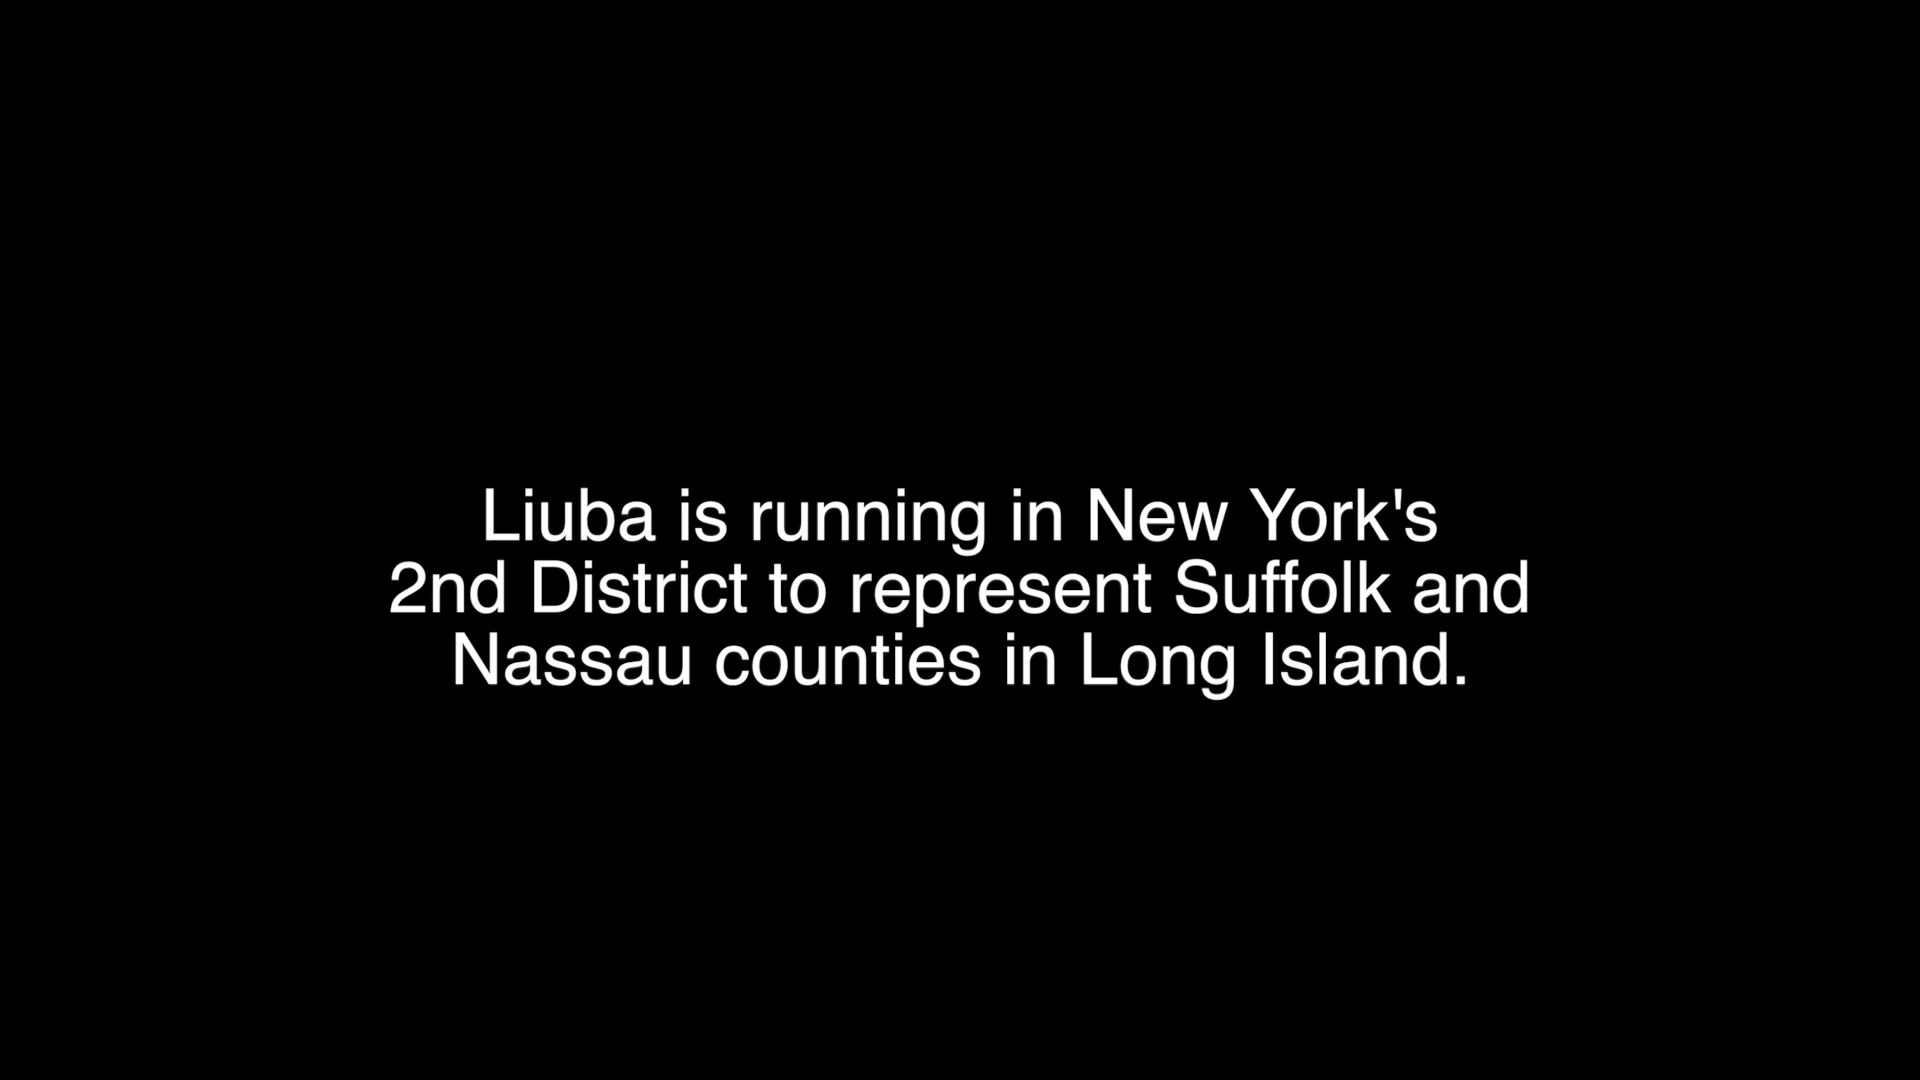 Liuba is running in New York's
2nd District to represent Suffolk and
Nassau counties in Long Island.